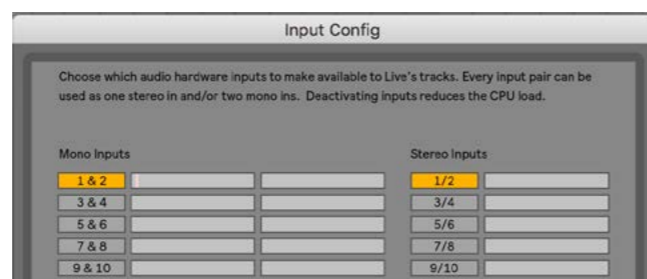 Input Config
Choose which audio hardware inputs to make available to Live's tracks. Every input pair can be
used as one stereo in and/or two mono ins. Deactivating inputs reduces the CPU load.
Mono Inputs Stereo Inputs
1 & 2 1/2
3 & 4 3/4
5 & 6 5/6
7 & 8 7/8
9 & 10 9/10